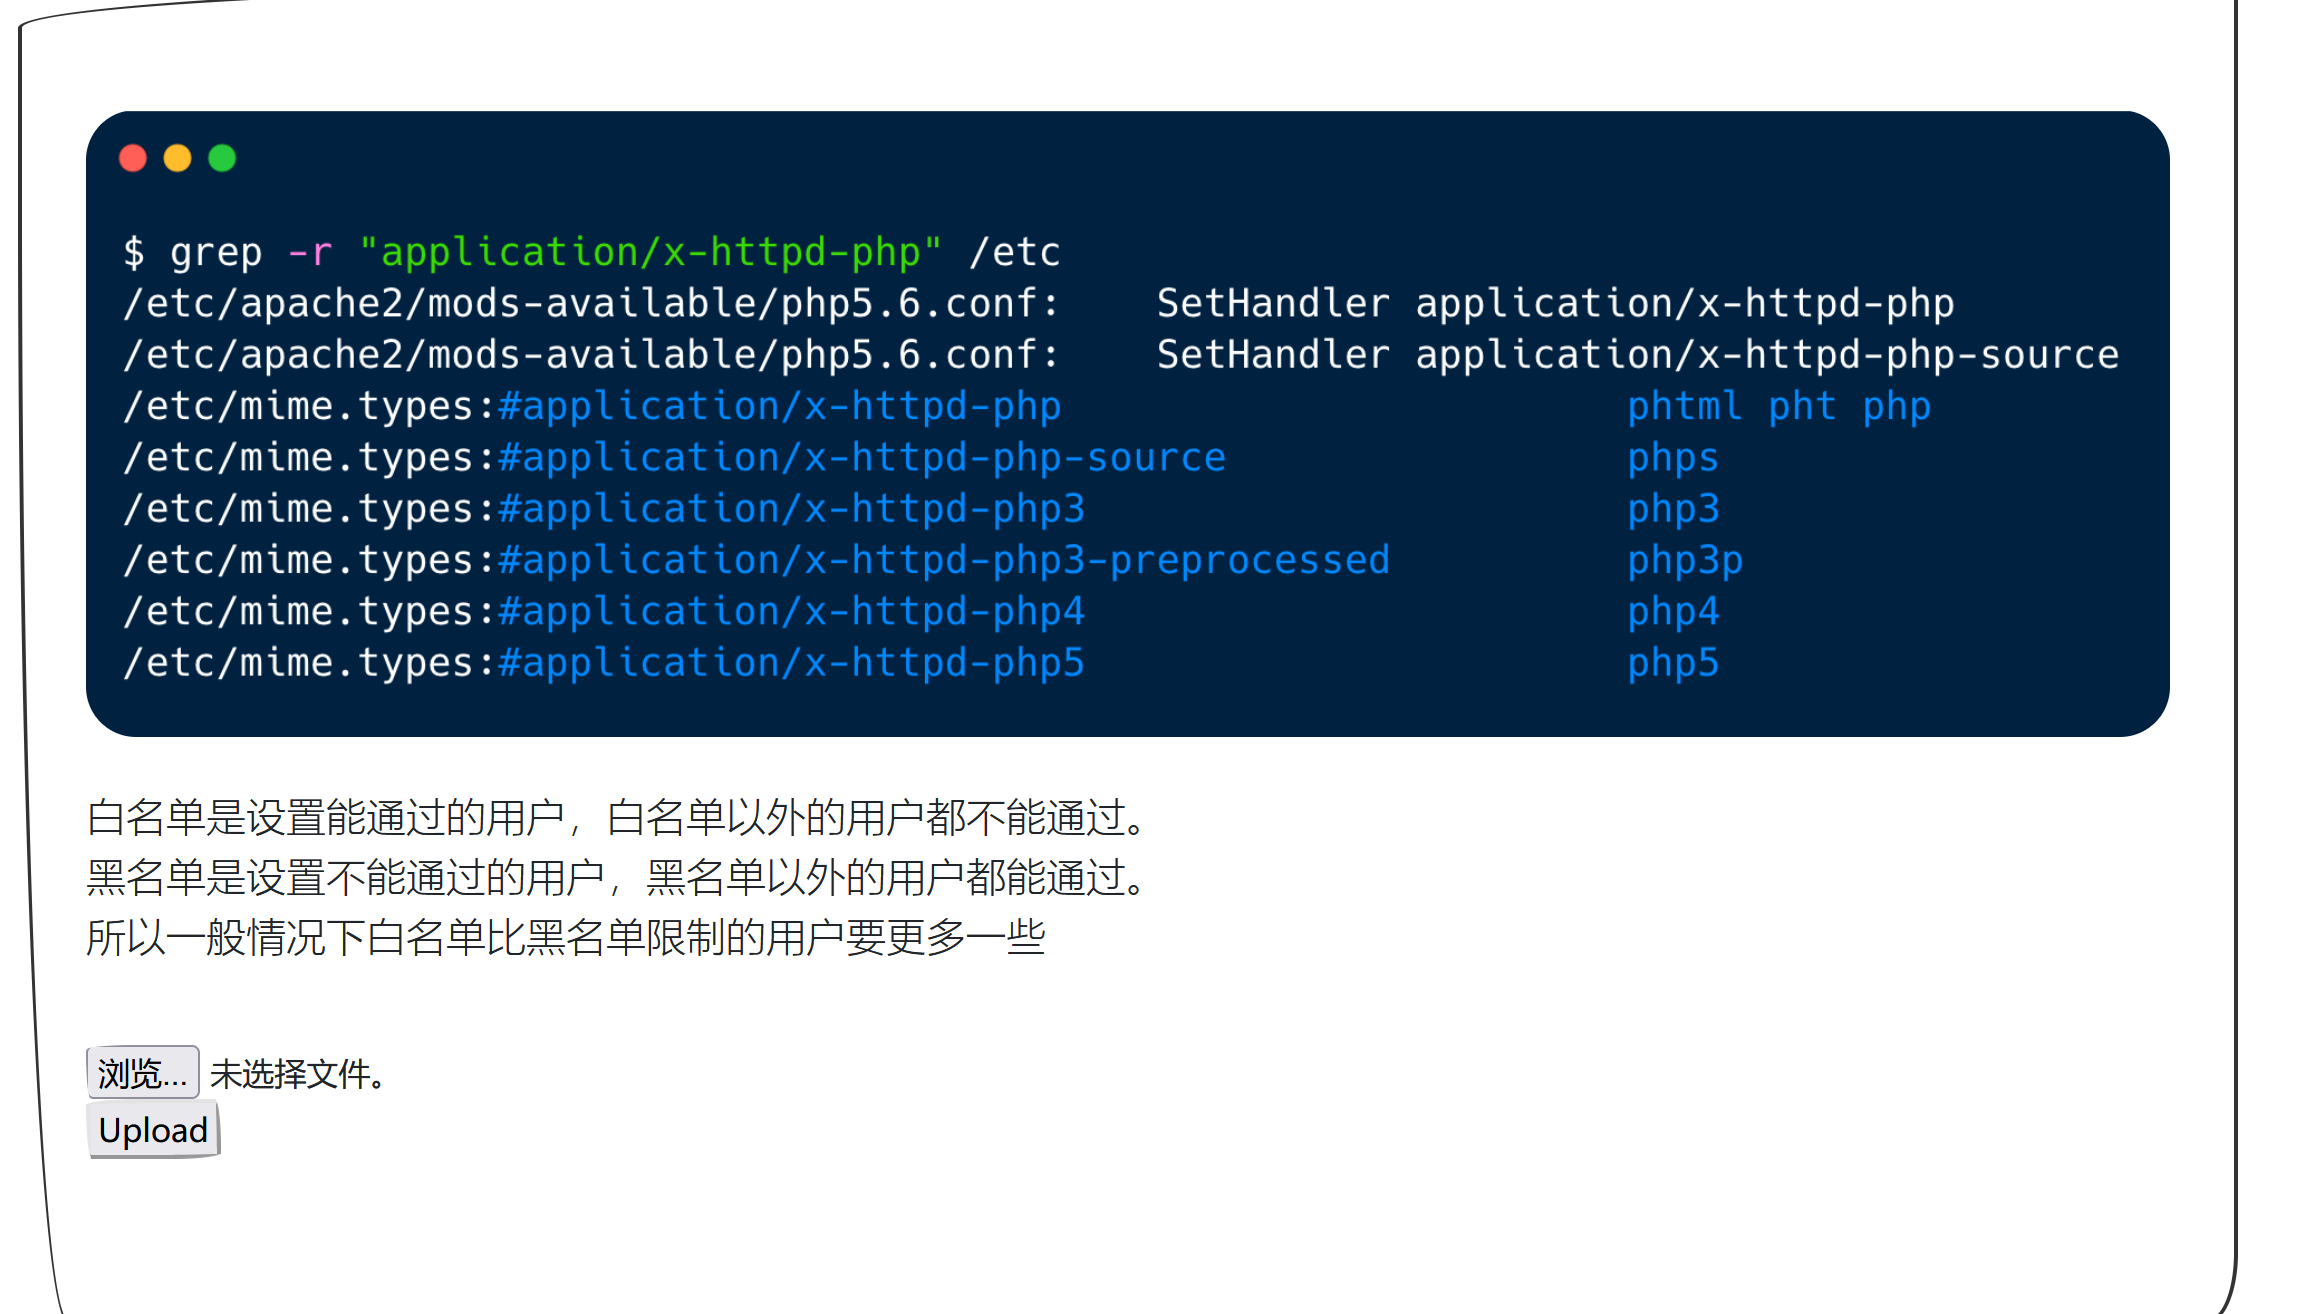 $ grep -r "application/x-httpd-php" /etc
/etc/apache2/mods-available/php5.6.conf:    SetHandler application/x-httpd-php
/etc/apache2/mods-available/php5.6.conf:    SetHandler application/x-httpd-php-source
/etc/mime.types:#application/x-httpd-php                        phtml pht php
/etc/mime.types:#application/x-httpd-php-source                 phps
/etc/mime.types:#application/x-httpd-php3                       php3
/etc/mime.types:#application/x-httpd-php3-preprocessed          php3p
/etc/mime.types:#application/x-httpd-php4                       php4
/etc/mime.types:#application/x-httpd-php5                       php5
白名单是设置能通过的用户，白名单以外的用户都不能通过。
黑名单是设置不能通过的用户，黑名单以外的用户都能通过。
所以一般情况下白名单比黑名单限制的用户要更多一些
浏览... 未选择文件。
Upload